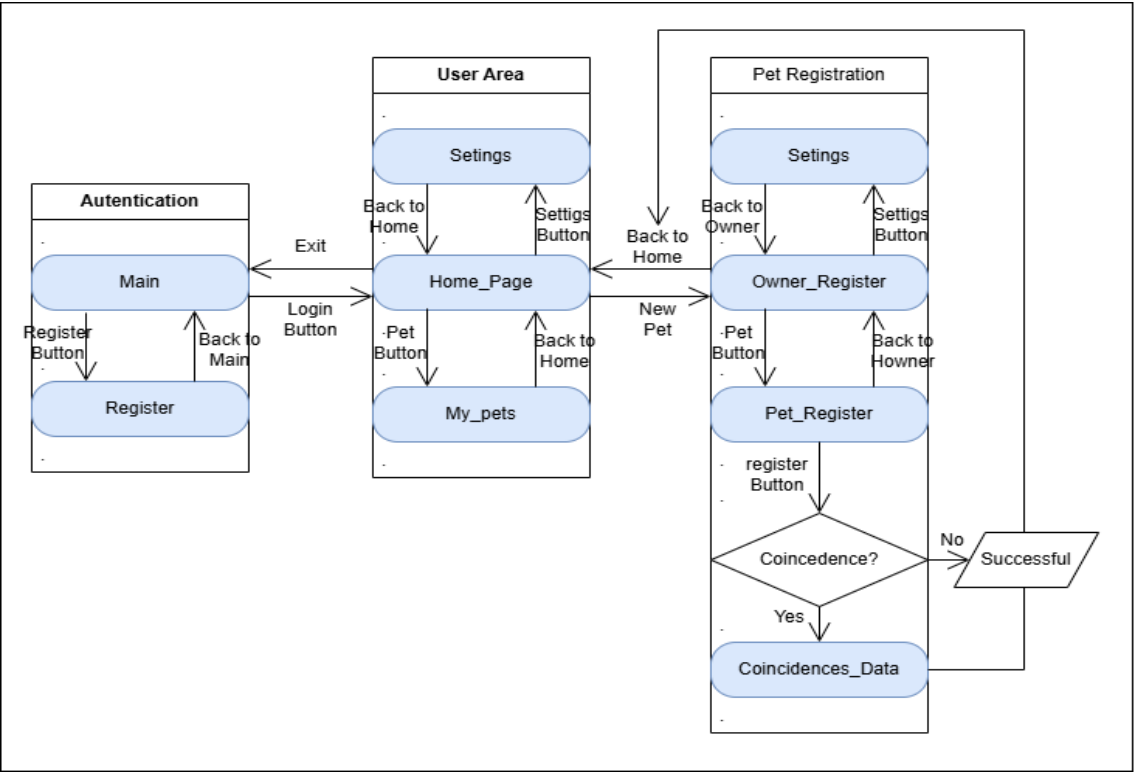 User Area
Pet Registration
Setings
Setings
Autentication
Back to
Home
Settigs
Button
Back to
Owner
Settigs
Button
Back to
Home
Exit
Main
Home_Page
Owner_Register
Login
Button
New
Pet
Register
Button
Back to
Main
Pet
Button
Back to
Home
Pet
Button
Back to
Howner
Register
My_pets
Pet_Register
register
Button
Coincedence?
No
Successful
Yes
Coincidences_Data